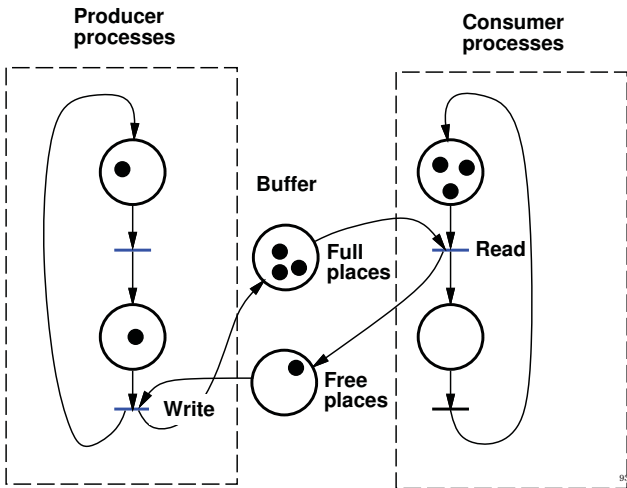 Producer
processes
Consumer
processes
Buffer
Full
places
Read
Free
places
Write